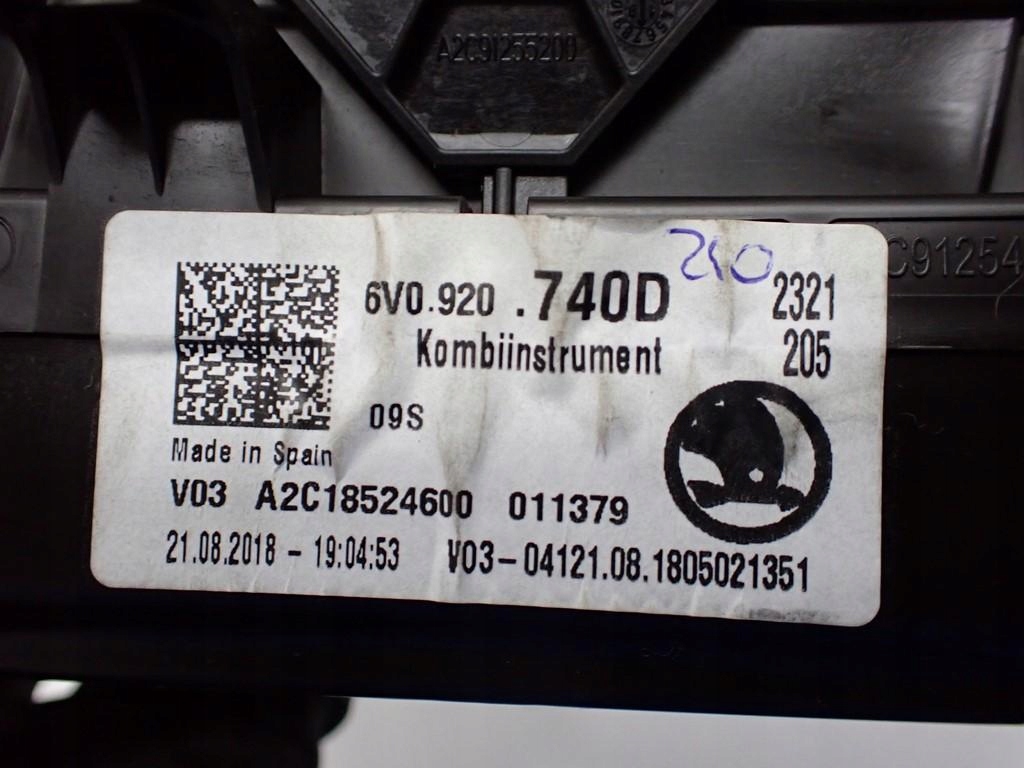 A2C91255200
210
6V0.920 .740D 2321
Kombiinstrument 205
C91254
09S
Made in Spain
V03 A2C18524600 011379
21.08.2018 - 19:04:53 V03-04121.08.1805021351